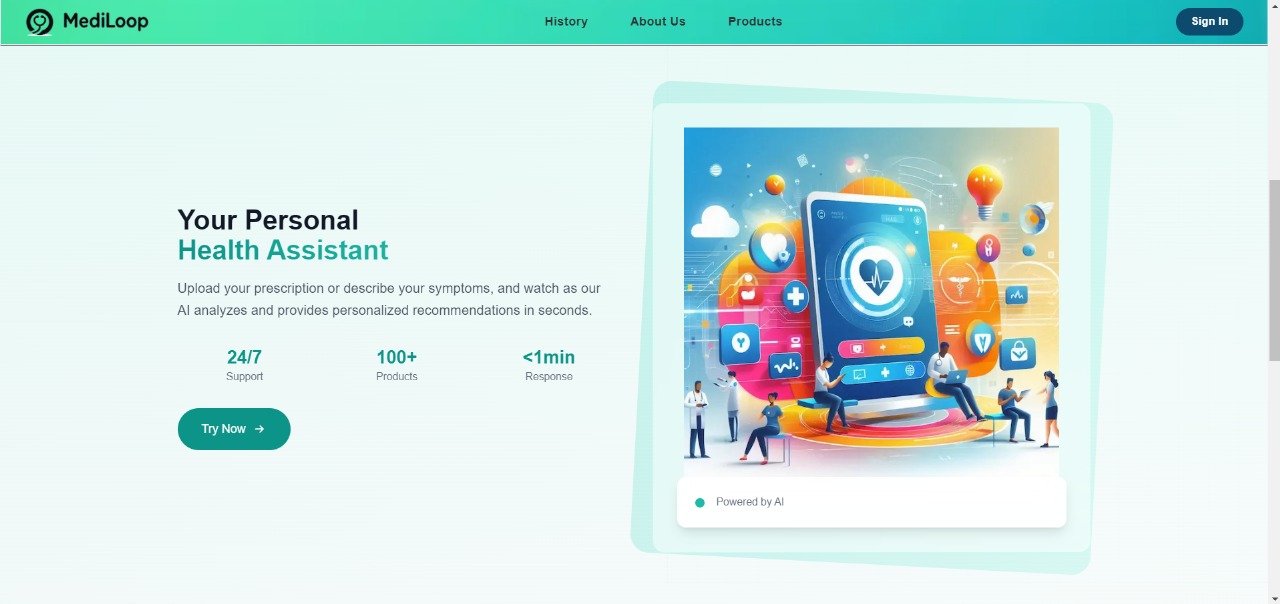 MediLoop
History
About Us
Products
Sign In
Your Personal
Health Assistant
Upload your prescription or describe your symptoms, and watch as our
AI analyzes and provides personalized recommendations in seconds.
24/7
100+
<1min
Support
Products
Response
Try Now →
Powered by AI